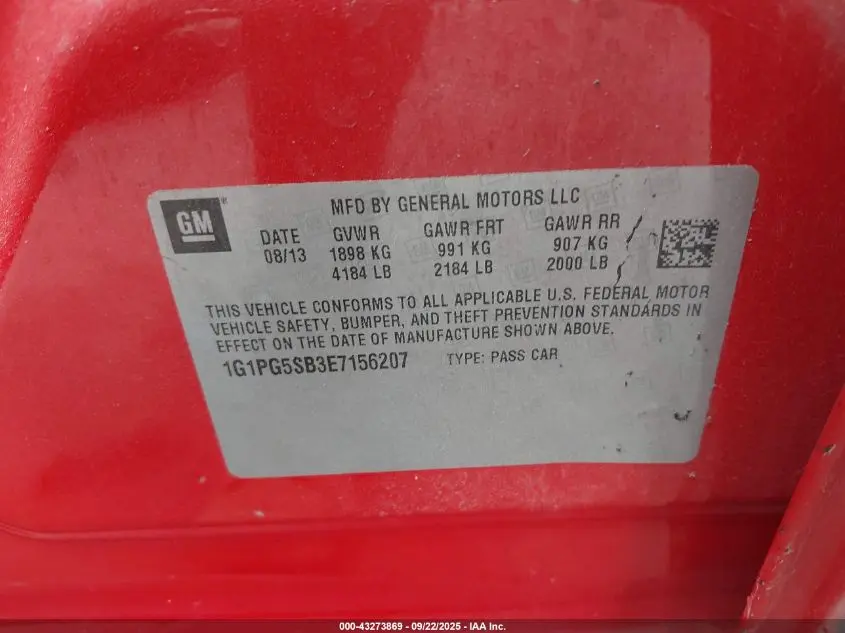 GM
MFD BY GENERAL MOTORS LLC
DATE GVWR GAWR FRT GAWR RR
08/13 1898 KG 991 KG 907 KG
4184 LB 2184 LB 2000 LB
THIS VEHICLE CONFORMS TO ALL APPLICABLE U.S. FEDERAL MOTOR
VEHICLE SAFETY, BUMPER, AND THEFT PREVENTION STANDARDS IN
EFFECT ON THE DATE OF MANUFACTURE SHOWN ABOVE.
1G1PG5SB3E7156207 TYPE: PASS CAR
000-43273869 - 09/22/2025 - IAA Inc.